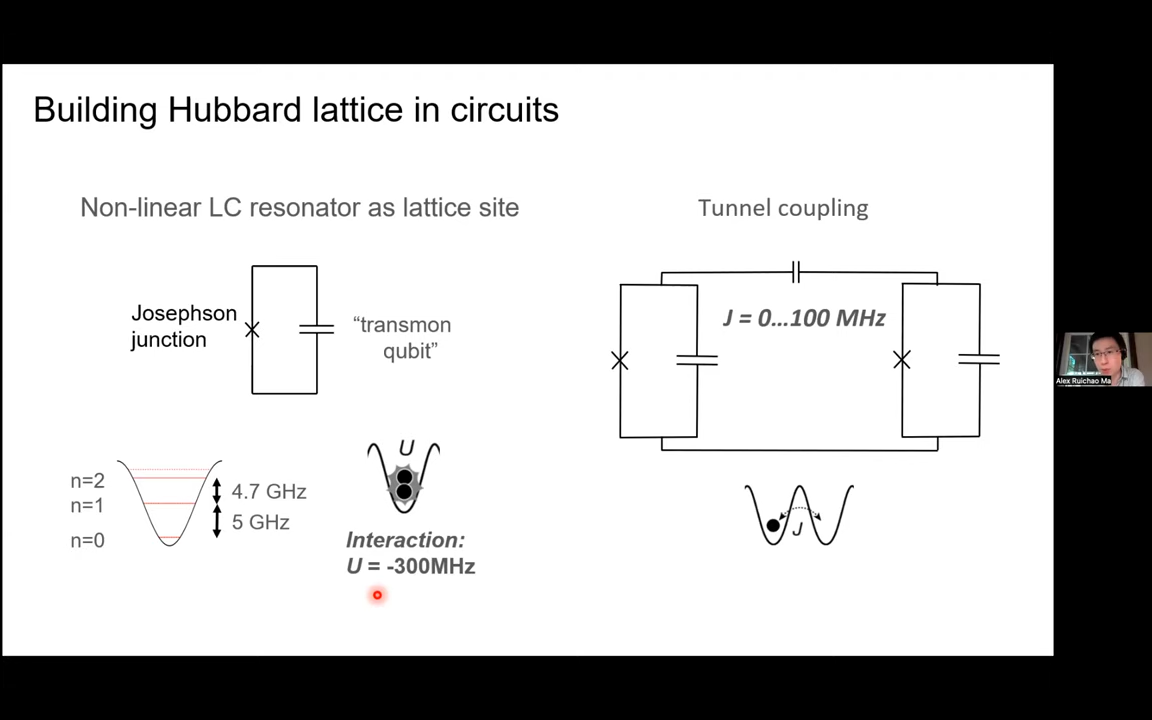 Building Hubbard lattice in circuits
Non-linear LC resonator as lattice site
Josephson
junction
“transmon
qubit”
n=2
n=1
n=0
4.7 GHz
5 GHz
U
Interaction:
U = -300MHz
Tunnel coupling
J = 0...100 MHz
J
Alex Ruichao Ma